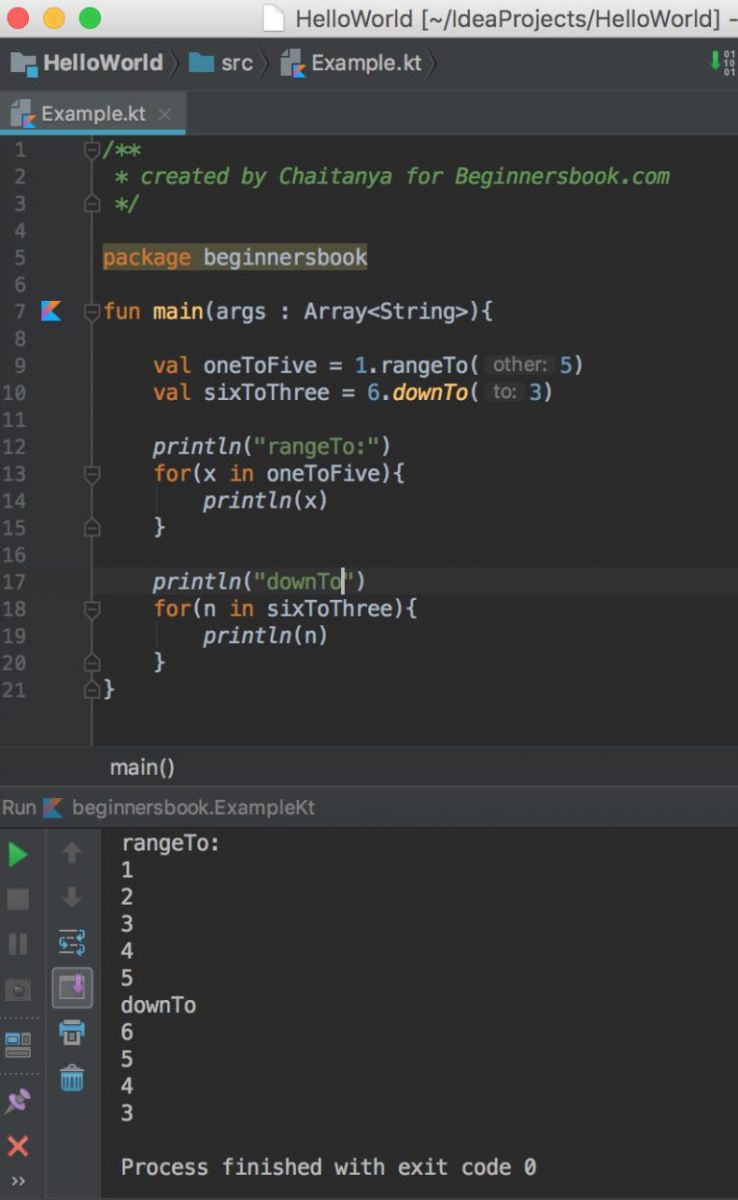 HelloWorld [~/IdeaProjects/HelloWorld] -
HelloWorld src Example.kt
Example.kt
1 /**
2 * created by Chaitanya for Beginnersbook.com
3 */
4
5 package beginnersbook
6
7 fun main(args : Array<String>){
8
9 val oneToFive = 1.rangeTo( other: 5)
10 val sixToThree = 6.downTo( to: 3)
11
12 println("rangeTo:")
13 for(x in oneToFive){
14 println(x)
15 }
16
17 println("downTo")
18 for(n in sixToThree){
19 println(n)
20 }
21 }
main()
Run beginnersbook.ExampleKt
rangeTo:
1
2
3
4
5
downTo
6
5
4
3
Process finished with exit code 0